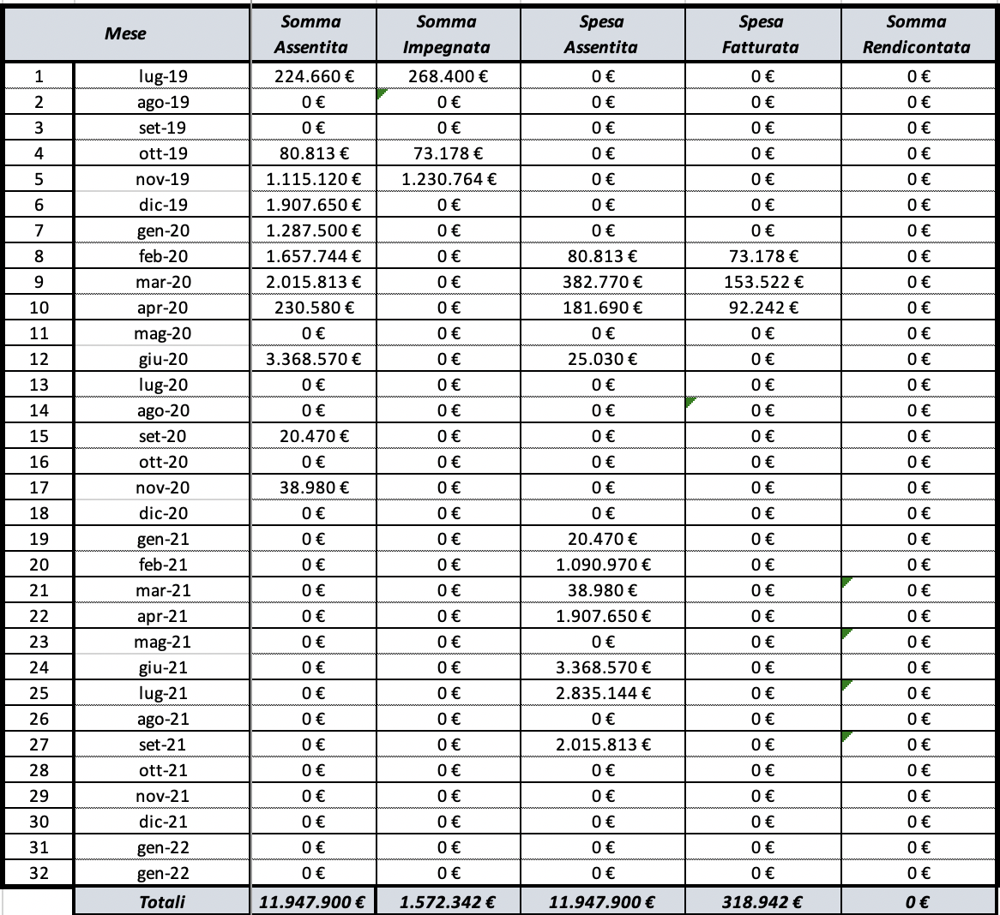 Mese Somma Assentita Somma Impegnata Spesa Assentita Spesa Fatturata Somma Rendicontata
1 lug-19 224.660 € 268.400 € 0 € 0 € 0 €
2 ago-19 0 € 0 € 0 € 0 € 0 €
3 set-19 0 € 0 € 0 € 0 € 0 €
4 ott-19 80.813 € 73.178 € 0 € 0 € 0 €
5 nov-19 1.115.120 € 1.230.764 € 0 € 0 € 0 €
6 dic-19 1.907.650 € 0 € 0 € 0 € 0 €
7 gen-20 1.287.500 € 0 € 0 € 0 € 0 €
8 feb-20 1.657.744 € 0 € 80.813 € 73.178 € 0 €
9 mar-20 2.015.813 € 0 € 382.770 € 153.522 € 0 €
10 apr-20 230.580 € 0 € 181.690 € 92.242 € 0 €
11 mag-20 0 € 0 € 0 € 0 € 0 €
12 giu-20 3.368.570 € 0 € 25.030 € 0 € 0 €
13 lug-20 0 € 0 € 0 € 0 € 0 €
14 ago-20 0 € 0 € 0 € 0 € 0 €
15 set-20 20.470 € 0 € 0 € 0 € 0 €
16 ott-20 0 € 0 € 0 € 0 € 0 €
17 nov-20 38.980 € 0 € 0 € 0 € 0 €
18 dic-20 0 € 0 € 0 € 0 € 0 €
19 gen-21 0 € 0 € 20.470 € 0 € 0 €
20 feb-21 0 € 0 € 1.090.970 € 0 € 0 €
21 mar-21 0 € 0 € 38.980 € 0 € 0 €
22 apr-21 0 € 0 € 1.907.650 € 0 € 0 €
23 mag-21 0 € 0 € 0 € 0 € 0 €
24 giu-21 0 € 0 € 3.368.570 € 0 € 0 €
25 lug-21 0 € 0 € 2.835.144 € 0 € 0 €
26 ago-21 0 € 0 € 0 € 0 € 0 €
27 set-21 0 € 0 € 2.015.813 € 0 € 0 €
28 ott-21 0 € 0 € 0 € 0 € 0 €
29 nov-21 0 € 0 € 0 € 0 € 0 €
30 dic-21 0 € 0 € 0 € 0 € 0 €
31 gen-22 0 € 0 € 0 € 0 € 0 €
32 gen-22 0 € 0 € 0 € 0 € 0 €
Totali 11.947.900 € 1.572.342 € 11.947.900 € 318.942 € 0 €